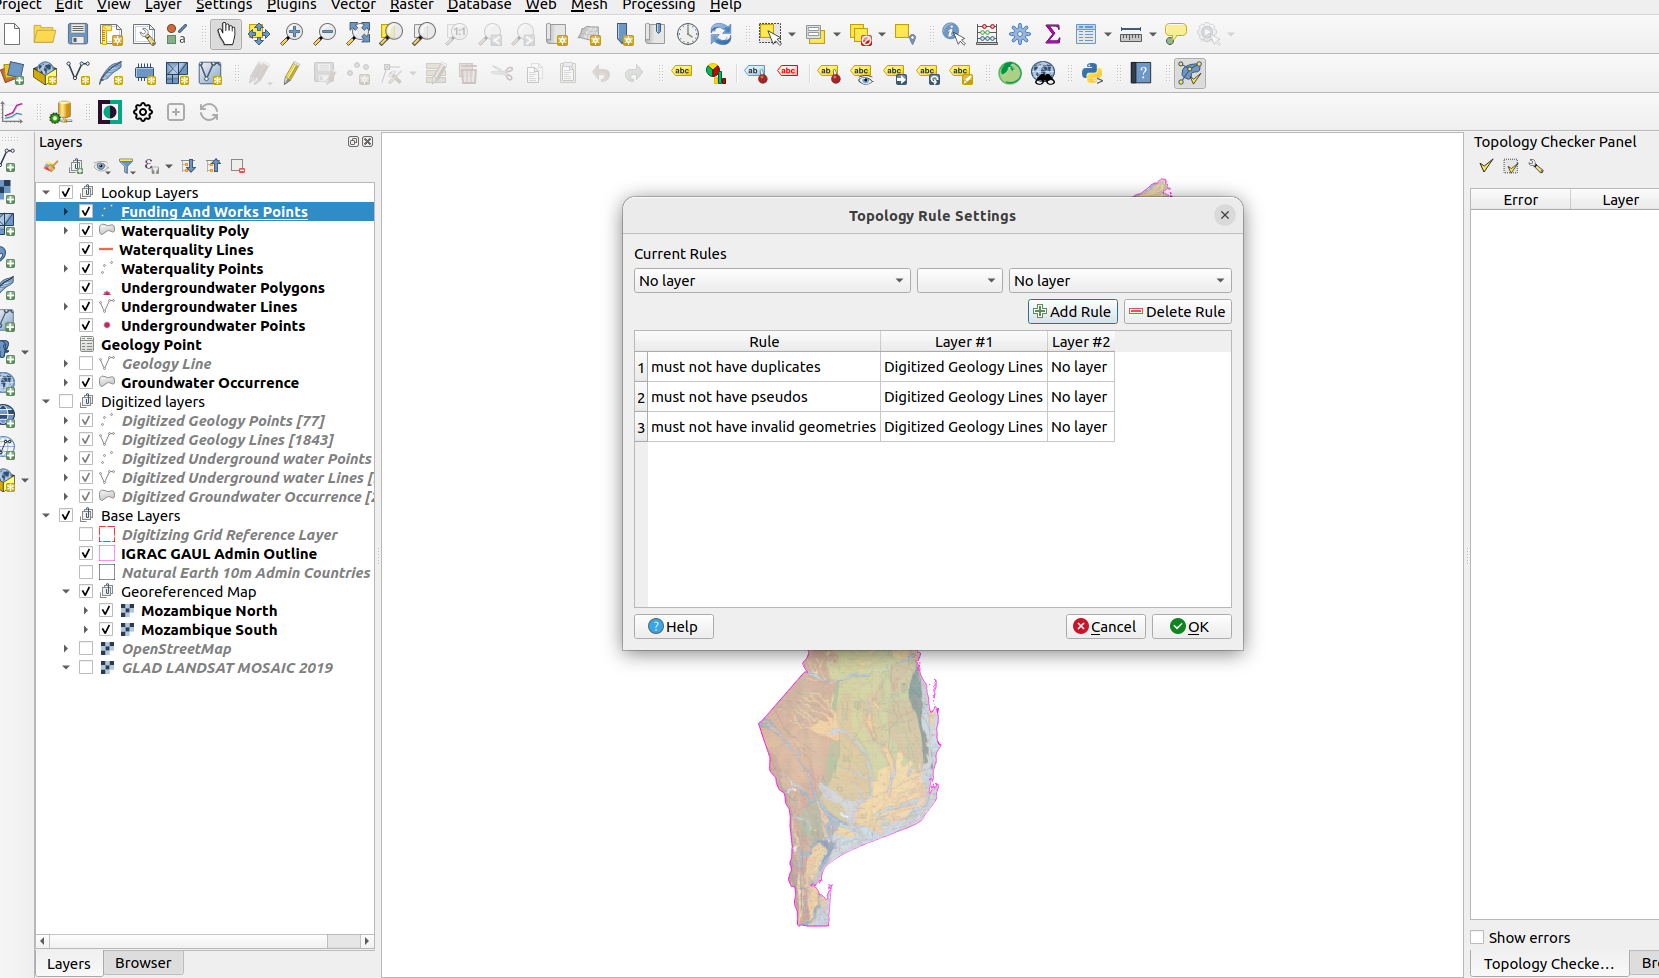 Project Edit View Layer Settings Plugins Vector Raster Database Web Mesh Processing Help
Layers
Lookup Layers
Funding And Works Points
Waterquality Poly
Waterquality Lines
Waterquality Points
Undergroundwater Polygons
Undergroundwater Lines
Undergroundwater Points
Geology Point
Geology Line
Groundwater Occurrence
Digitized layers
Digitized Geology Points [77]
Digitized Geology Lines [1843]
Digitized Underground water Points
Digitized Underground water Lines [
Digitized Groundwater Occurrence [
Base Layers
Digitizing Grid Reference Layer
IGRAC GAUL Admin Outline
Natural Earth 10m Admin Countries
Georeferenced Map
Mozambique North
Mozambique South
OpenStreetMap
GLAD LANDSAT MOSAIC 2019
Layers Browser
Topology Rule Settings
Current Rules
No layer No layer
Add Rule Delete Rule
Rule Layer #1 Layer #2
1 must not have duplicates Digitized Geology Lines No layer
2 must not have pseudos Digitized Geology Lines No layer
3 must not have invalid geometries Digitized Geology Lines No layer
Help Cancel OK
Topology Checker Panel
Error Layer
Show errors
Topology Checke... Br